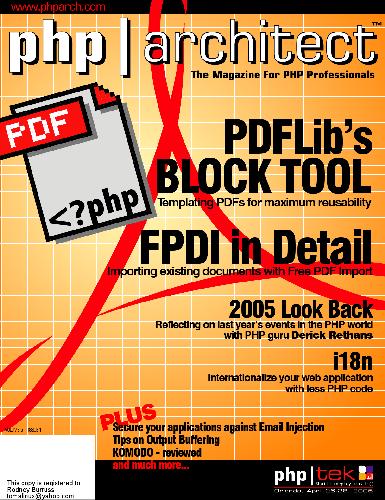 www.phparch.com
php|architect™
The Magazine For PHP Professionals
PDF
<?php
PDFLib's
BLOCK TOOL
Templating PDFs for maximum reusability
FPDI in Detail
Importing existing documents with Free PDF Import
2005 Look Back
Reflecting on last year's events in the PHP world
with PHP guru Derick Rethans
i18n
Internationalize your web application
with less PHP code
PLUS
Secure your applications against Email Injection
Tips on Output Buffering
KOMODO - reviewed
and much more...
This copy is registered to
Rodney Burruss
php|tek